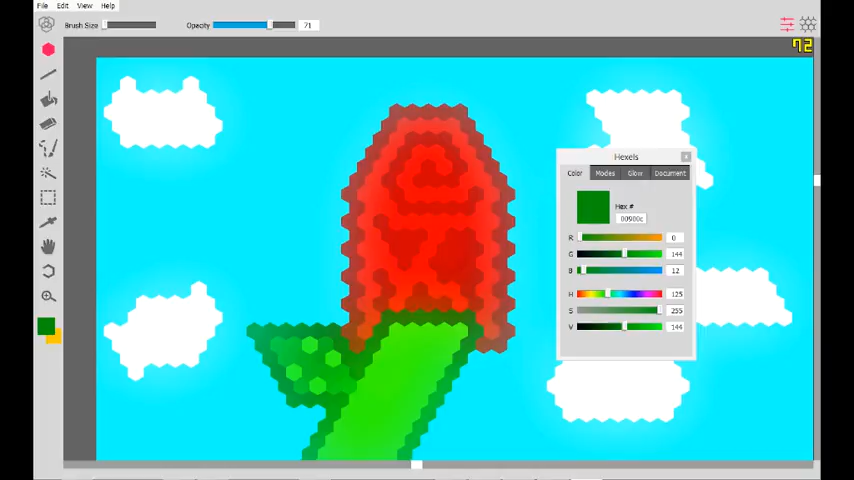 File Edit View Help
Brush Size Opacity 71
72
Hexels
Color Modes Glow Document
Hex #
00900c
R 0
G 144
B 12
H 125
S 255
V 144